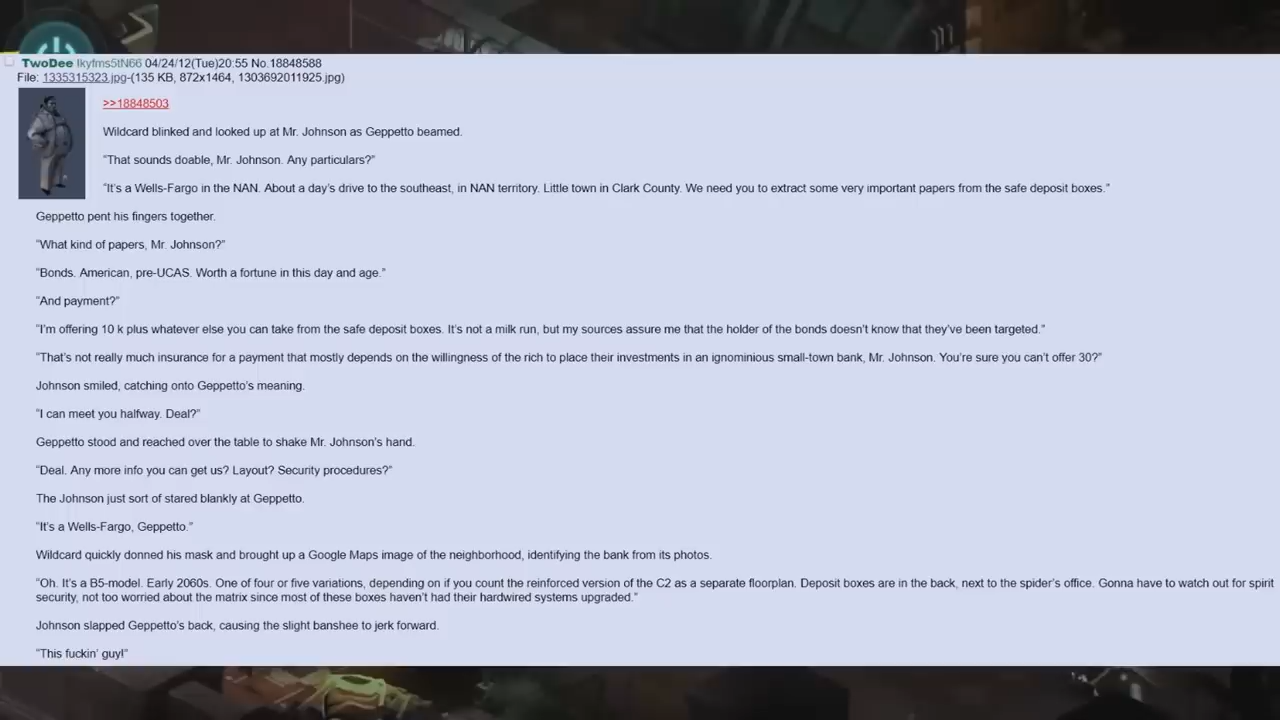 TwoDee Ikyfms5tN66 04/24/12(Tue)20:55 No.18848588
File: 1335315323.jpg-(135 KB, 872x1464, 1303692011925.jpg)
>>18848503
Wildcard blinked and looked up at Mr. Johnson as Geppetto beamed.
"That sounds doable, Mr. Johnson. Any particulars?"
"It's a Wells-Fargo in the NAN. About a day's drive to the southeast, in NAN territory. Little town in Clark County. We need you to extract some very important papers from the safe deposit boxes."
Geppetto pent his fingers together.
"What kind of papers, Mr. Johnson?"
"Bonds. American, pre-UCAS. Worth a fortune in this day and age."
"And payment?"
"I'm offering 10 k plus whatever else you can take from the safe deposit boxes. It's not a milk run, but my sources assure me that the holder of the bonds doesn't know that they've been targeted."
"That's not really much insurance for a payment that mostly depends on the willingness of the rich to place their investments in an ignominious small-town bank, Mr. Johnson. You're sure you can't offer 30?"
Johnson smiled, catching onto Geppetto's meaning.
"I can meet you halfway. Deal?"
Geppetto stood and reached over the table to shake Mr. Johnson's hand.
"Deal. Any more info you can get us? Layout? Security procedures?"
The Johnson just sort of stared blankly at Geppetto.
"It's a Wells-Fargo, Geppetto."
Wildcard quickly donned his mask and brought up a Google Maps image of the neighborhood, identifying the bank from its photos.
"Oh. It's a B5-model. Early 2060s. One of four or five variations, depending on if you count the reinforced version of the C2 as a separate floorplan. Deposit boxes are in the back, next to the spider's office. Gonna have to watch out for spirit
security, not too worried about the matrix since most of these boxes haven't had their hardwired systems upgraded."
Johnson slapped Geppetto's back, causing the slight banshee to jerk forward.
"This fuckin' guy!"